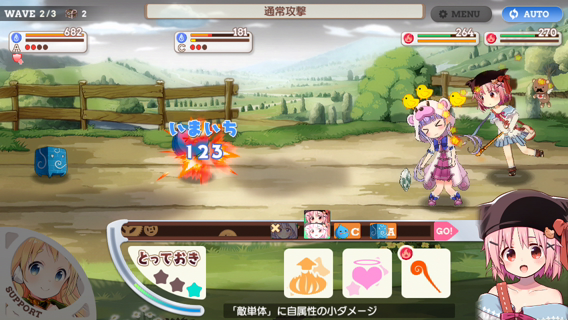 WAVE 2/3
2
通常攻撃
MENU
AUTO
682
A
181
C
264
270
いまいち
123
C
A
GO!
とっておき
SUPPORT
「敵単体」に自属性の小ダメージ